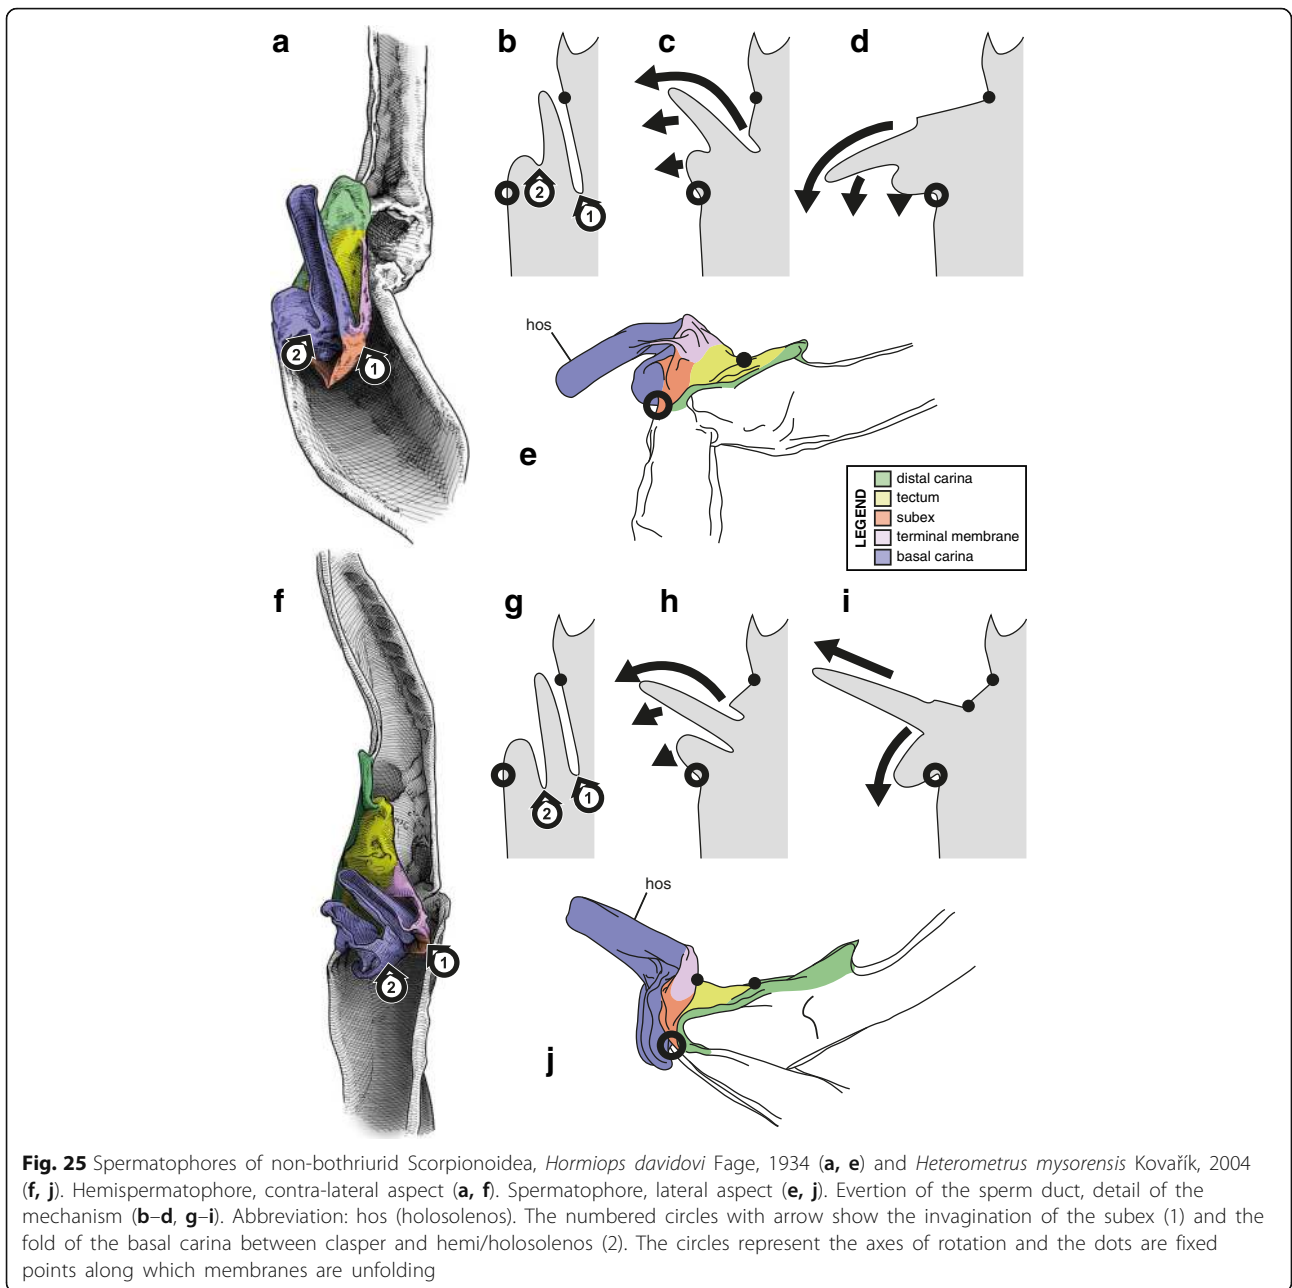 a
b
c
d
2
1
2
1
hos
e
LEGEND
distal carina
tectum
subex
terminal membrane
basal carina
f
g
h
i
2
1
2
1
hos
j
Fig. 25 Spermatophores of non-bothriurid Scorpionoidea, Hormiops davidovi Fage, 1934 (a, e) and Heterometrus mysorensis Kovařík, 2004
(f, j). Hemispermatophore, contra-lateral aspect (a, f). Spermatophore, lateral aspect (e, j). Evertion of the sperm duct, detail of the
mechanism (b–d, g–i). Abbreviation: hos (holosolenos). The numbered circles with arrow show the invagination of the subex (1) and the
fold of the basal carina between clasper and hemi/holosolenos (2). The circles represent the axes of rotation and the dots are fixed
points along which membranes are unfolding